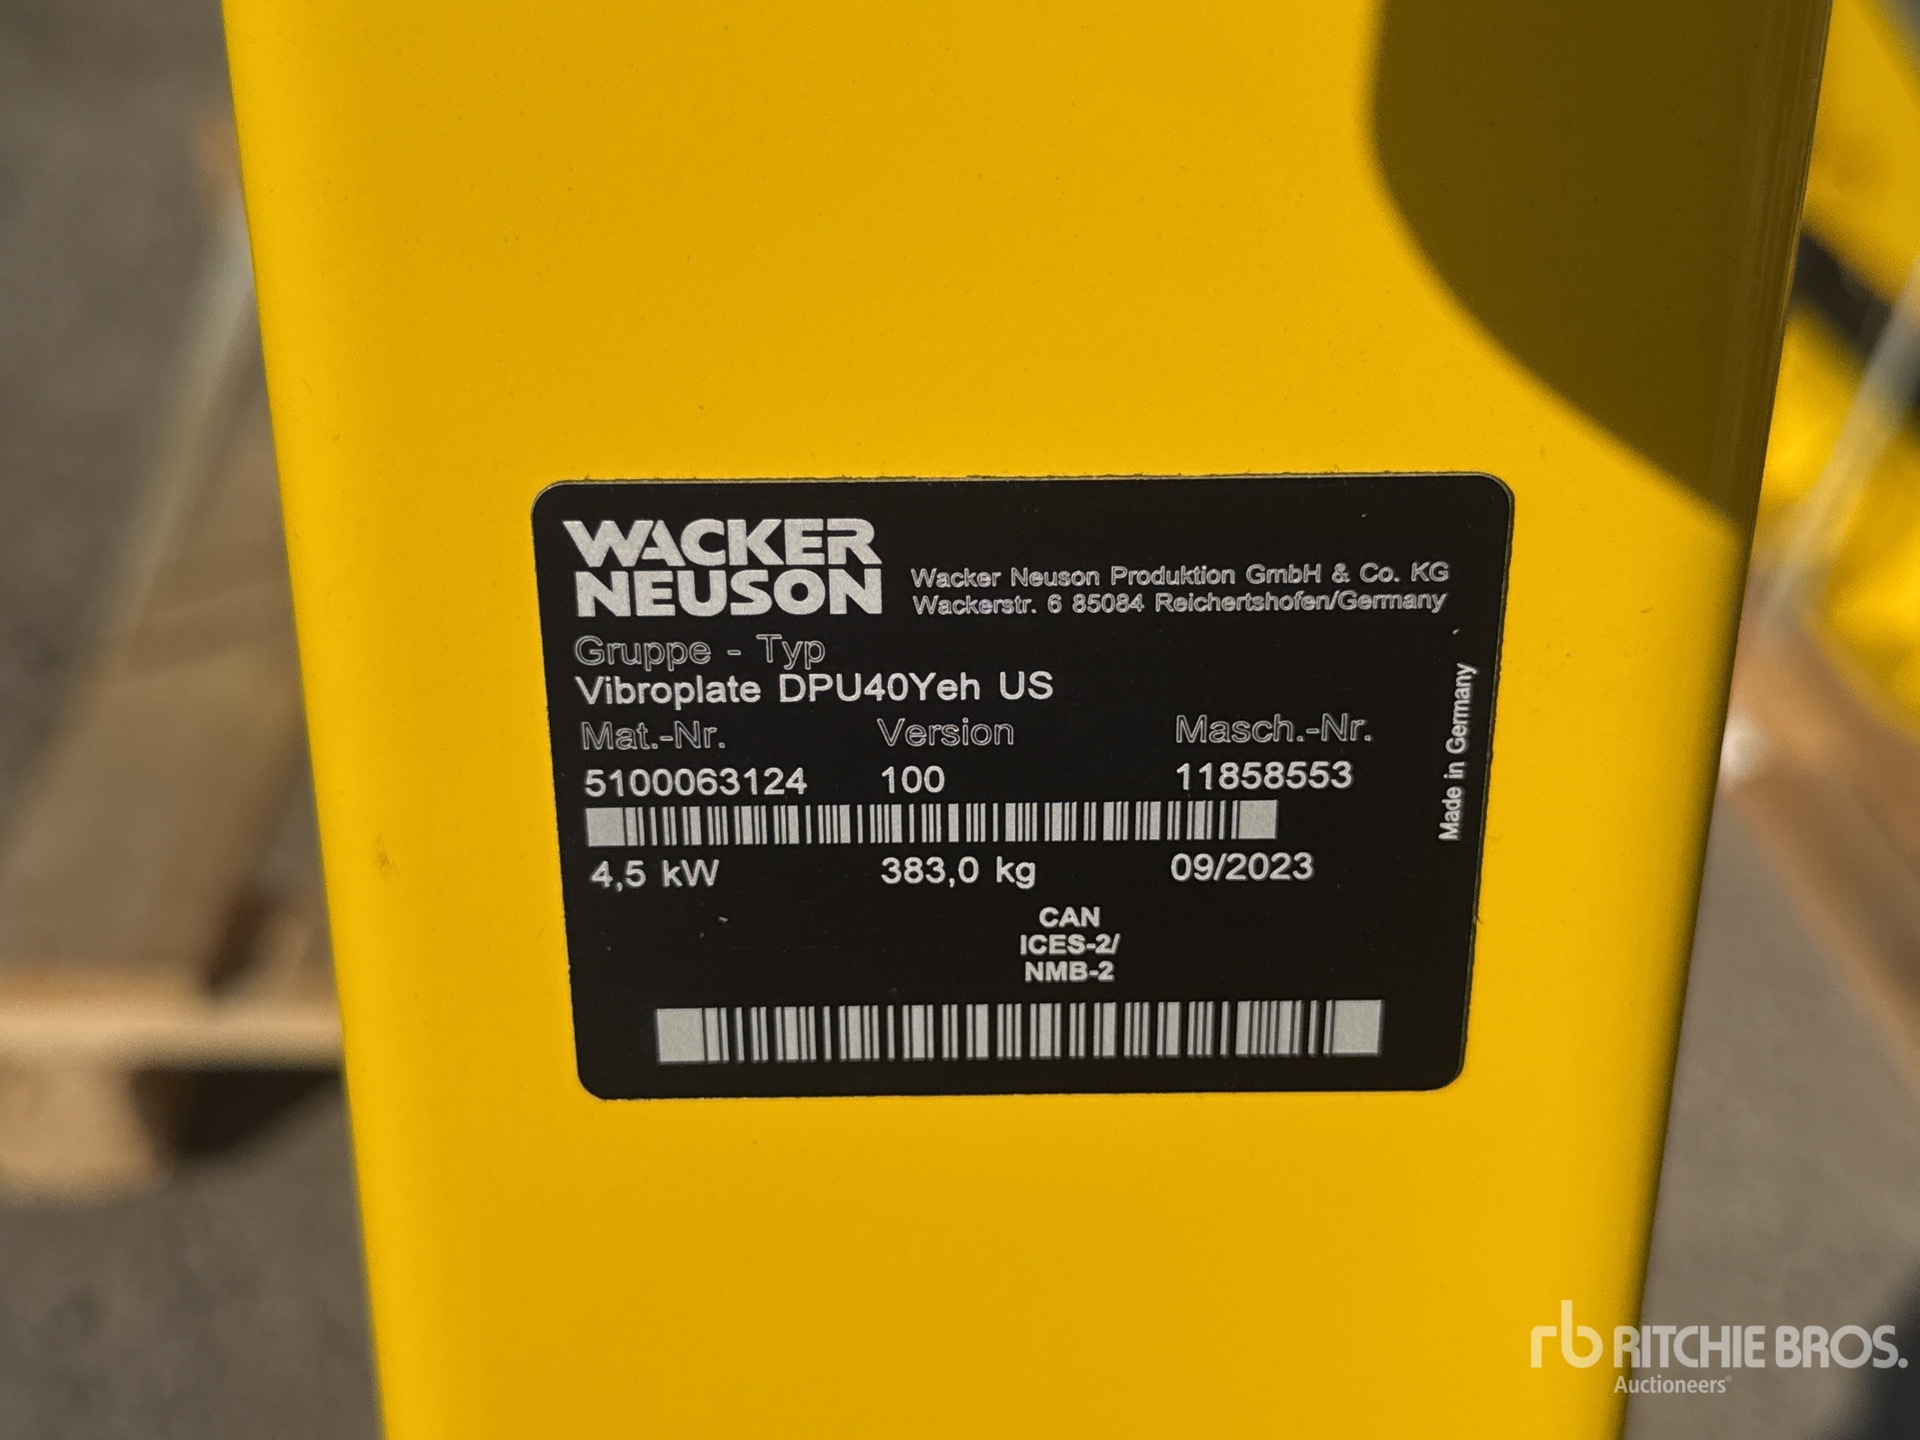 WACKER
NEUSON
Wacker Neuson Produktion GmbH & Co. KG
Wackerstr. 6 85084 Reichertshofen/Germany
Gruppe - Typ
Vibroplate DPU40Yeh US
Mat.-Nr. Version Masch.-Nr.
5100063124 100 11858553
4,5 kW 383,0 kg 09/2023
Made in Germany
CAN
ICES-2/
NMB-2
rb RITCHIE BROS.
Auctioneers